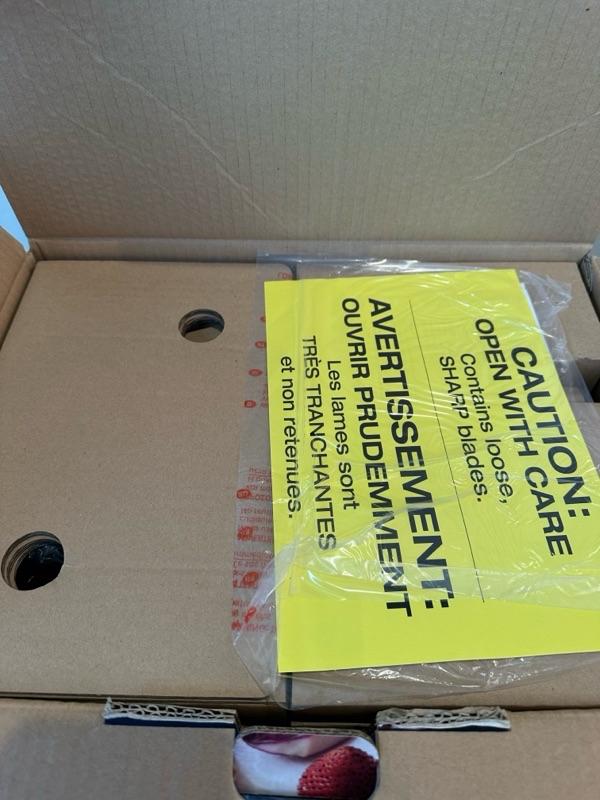 CAUTION:
OPEN WITH CARE
Contains loose,
SHARP blades.
AVERTISSEMENT:
OUVRIR PRUDEMMENT
Les lames sont
TRÈS TRANCHANTES
et non retenues.